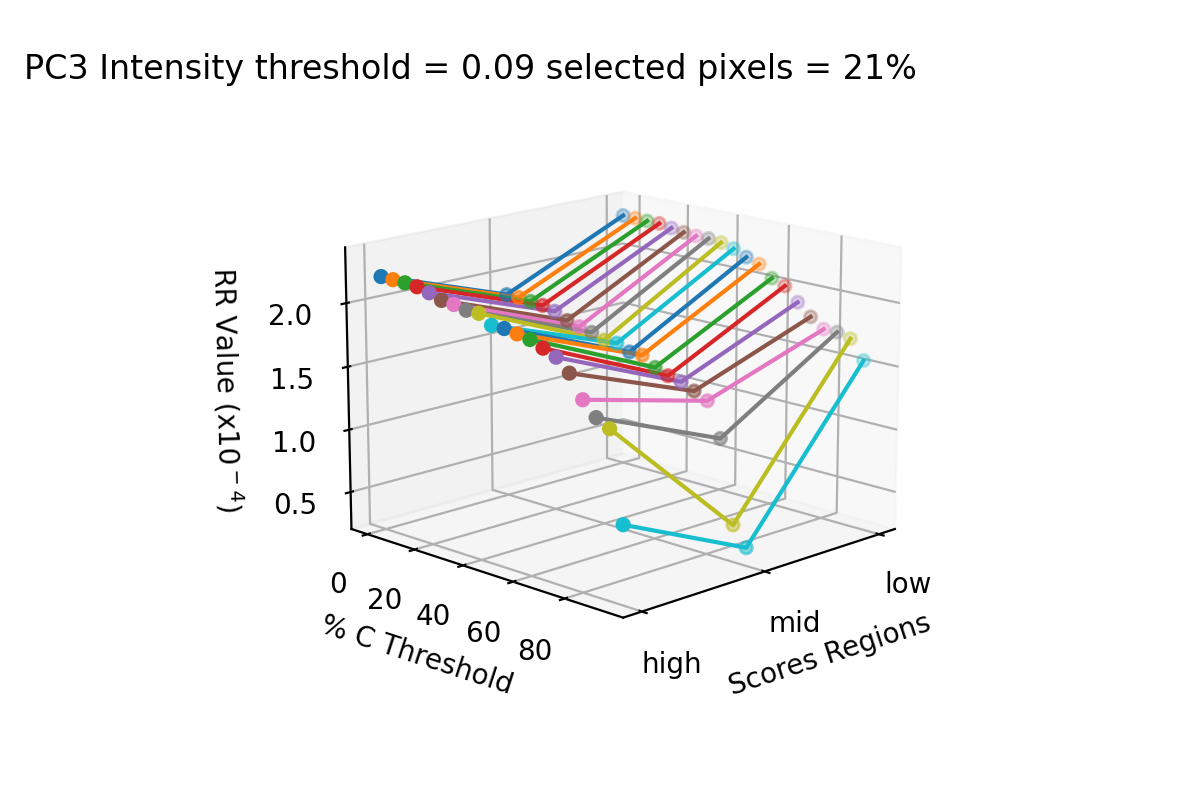 PC3 Intensity threshold = 0.09 selected pixels = 21%
RR Value (x10⁻⁴)
2.0
1.5
1.0
0.5
0
20
40
60
80
% C Threshold
high
mid
low
Scores Regions